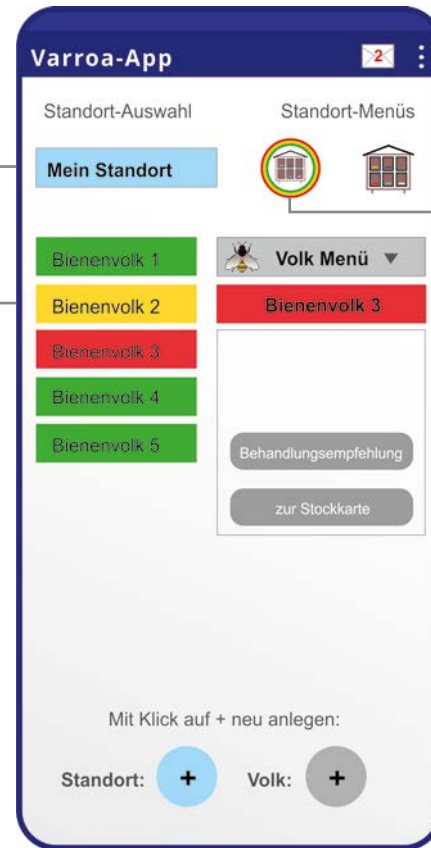 Varroa-App 2
Standort-Auswahl Standort-Menüs
Mein Standort
Bienenvolk 1 Volk Menü
Bienenvolk 2 Bienenvolk 3
Bienenvolk 3
Bienenvolk 4
Bienenvolk 5 Behandlungsempfehlung
zur Stockkarte
Mit Klick auf + neu anlegen:
Standort: + Volk: +